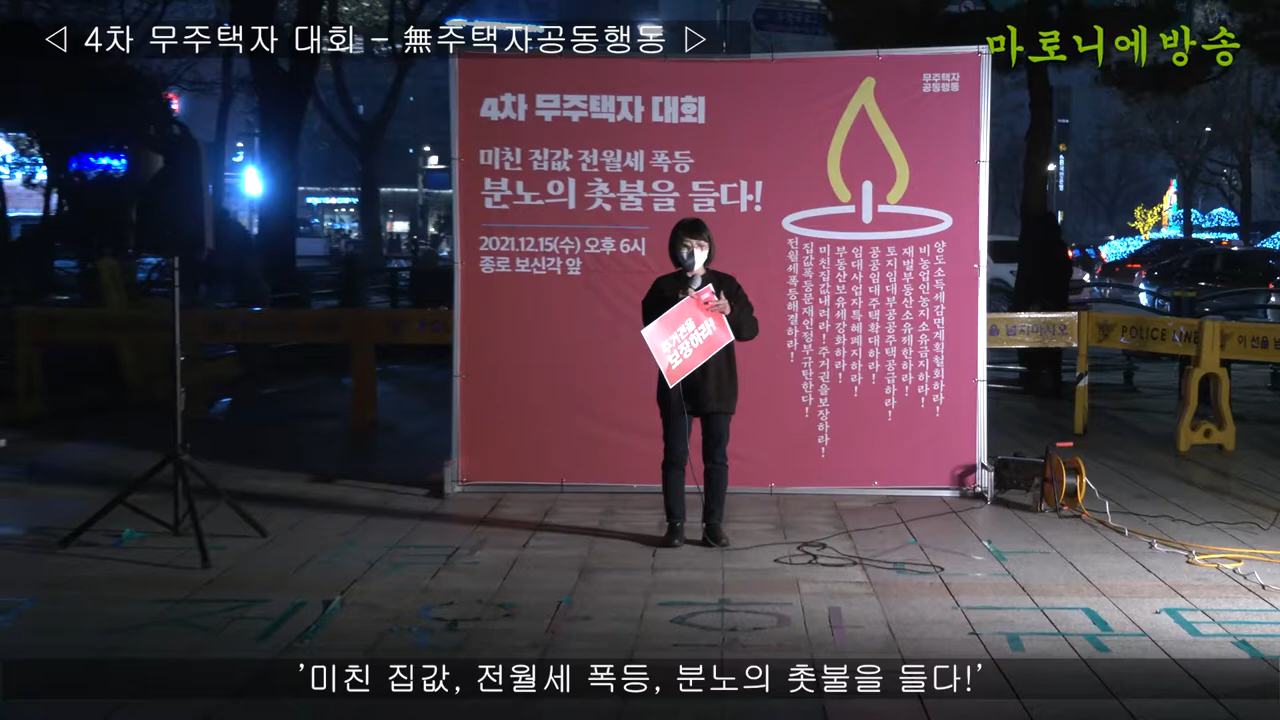 ◁ 4차 무주택자 대회 - 無주택자공동행동 ▷
마로니에방송
무주택자
공동행동
4차 무주택자 대회
미친 집값 전월세 폭등
분노의 촛불을 들다!
2021.12.15(수) 오후 6시
종로 보신각 앞
양도소득세감면계획철회하라!
비농업인농지소유금지하라!
재벌부동산소유제한하라!
토지임대부공공주택공급하라!
공공임대주택확대하라!
임대사업자특혜폐지하라!
부동산보유세강화하라!
미친집값내려라!주거권을보장하라!
집값폭등문재인정부규탄한다!
전월세폭등해결하라!
주거권을
보장하라!
넘지마시오
POLICE LINE
이 선을 넘
'미친 집값, 전월세 폭등, 분노의 촛불을 들다!'